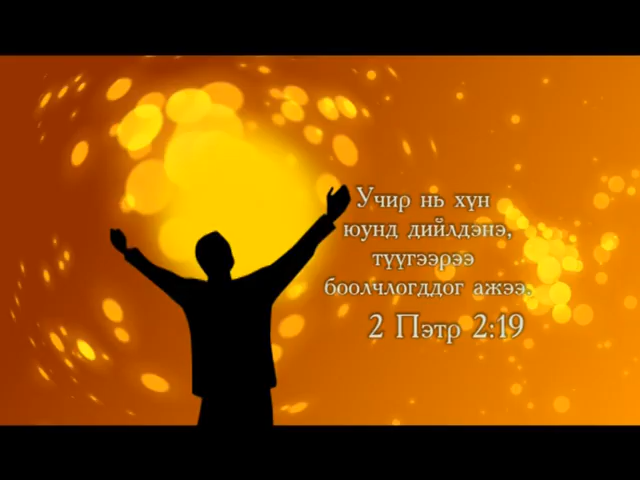 Учир нь хүн
юунд дийлдэнэ,
түүгээрээ
боолчлогддог ажээ.
2 Пэтр 2:19